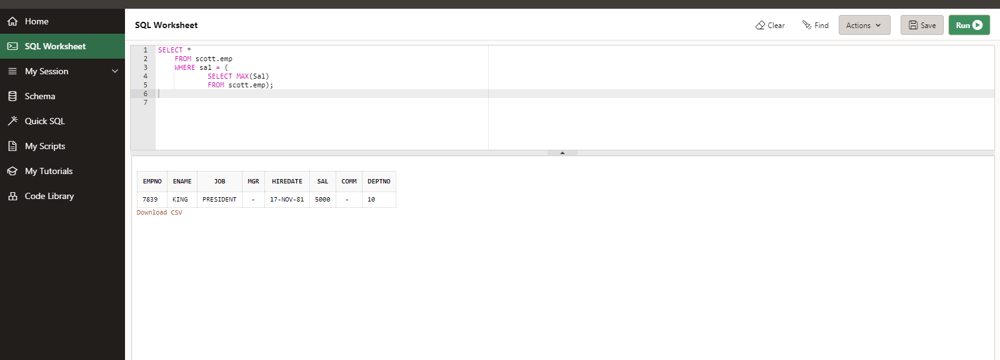 Home
SQL Worksheet
My Session
Schema
Quick SQL
My Scripts
My Tutorials
Code Library
SQL Worksheet
Clear
Find
Actions
Save
Run
1 SELECT *
2 FROM scott.emp
3 WHERE sal = (
4 SELECT MAX(Sal)
5 FROM scott.emp);
6
7
EMPNO ENAME JOB MGR HIREDATE SAL COMM DEPTNO
7839 KING PRESIDENT - 17-NOV-81 5000 - 10
Download CSV